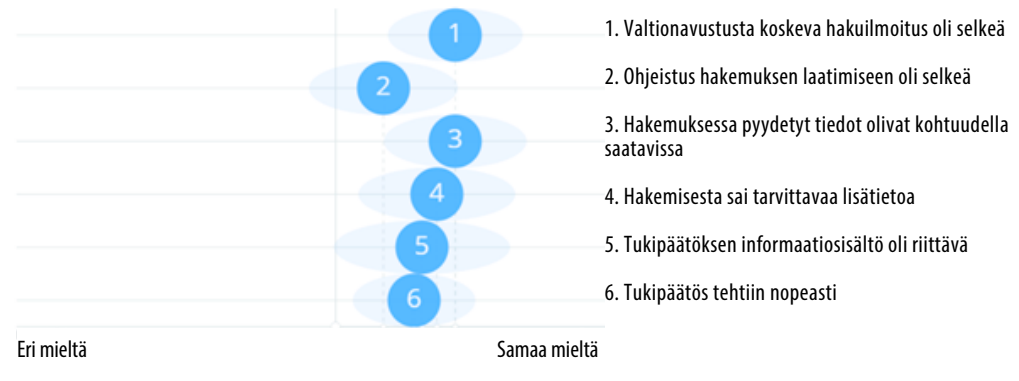 1
1. Valtionavustusta koskeva hakuilmoitus oli selkeä
2
2. Ohjeistus hakemuksen laatimiseen oli selkeä
3
3. Hakemuksessa pyydetyt tiedot olivat kohtuudella
saatavissa
4
4. Hakemisesta sai tarvittavaa lisätietoa
5
5. Tukipäätöksen informaatiosisältö oli riittävä
6
6. Tukipäätös tehtiin nopeasti
Eri mieltä
Samaa mieltä